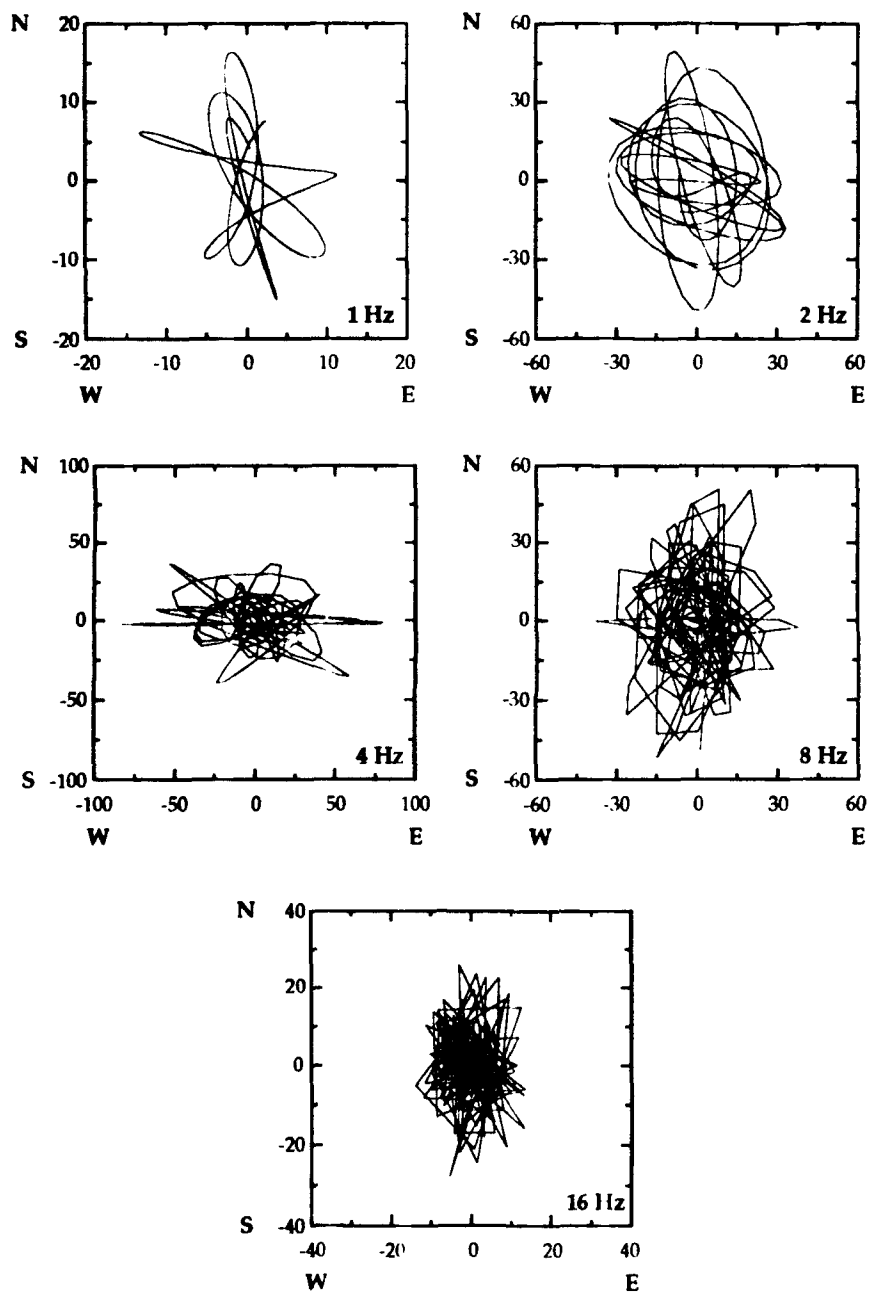 N 20 10 0 -10 S -20
-20 -10 0 10 20
W E
1 Hz
N 60 30 0 -30 S -60
-60 -30 0 30 60
W E
2 Hz
N 100 50 0 -50 S -100
-100 -50 0 50 100
W E
4 Hz
N 60 30 0 -30 S -60
-60 -30 0 30 60
W E
8 Hz
N 40 20 0 -20 S -40
-40 -20 0 20 40
W E
16 Hz